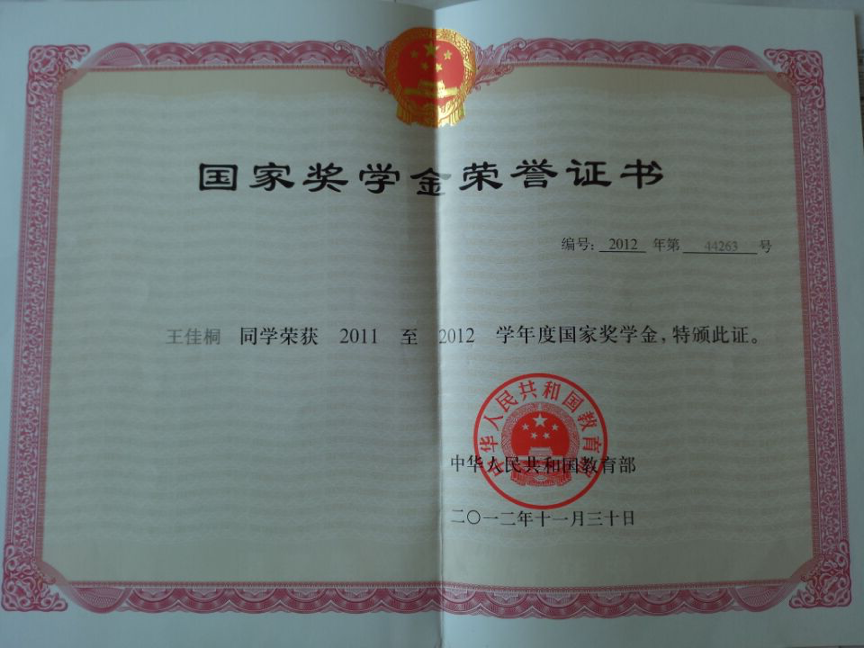 国家奖学金荣誉证书
编号：2012 年第 44263 号
王佳桐 同学荣获 2011 至 2012 学年度国家奖学金，特颁此证。
中华人民共和国教育部
中华人民共和国教育部
二〇一二年十一月三十日